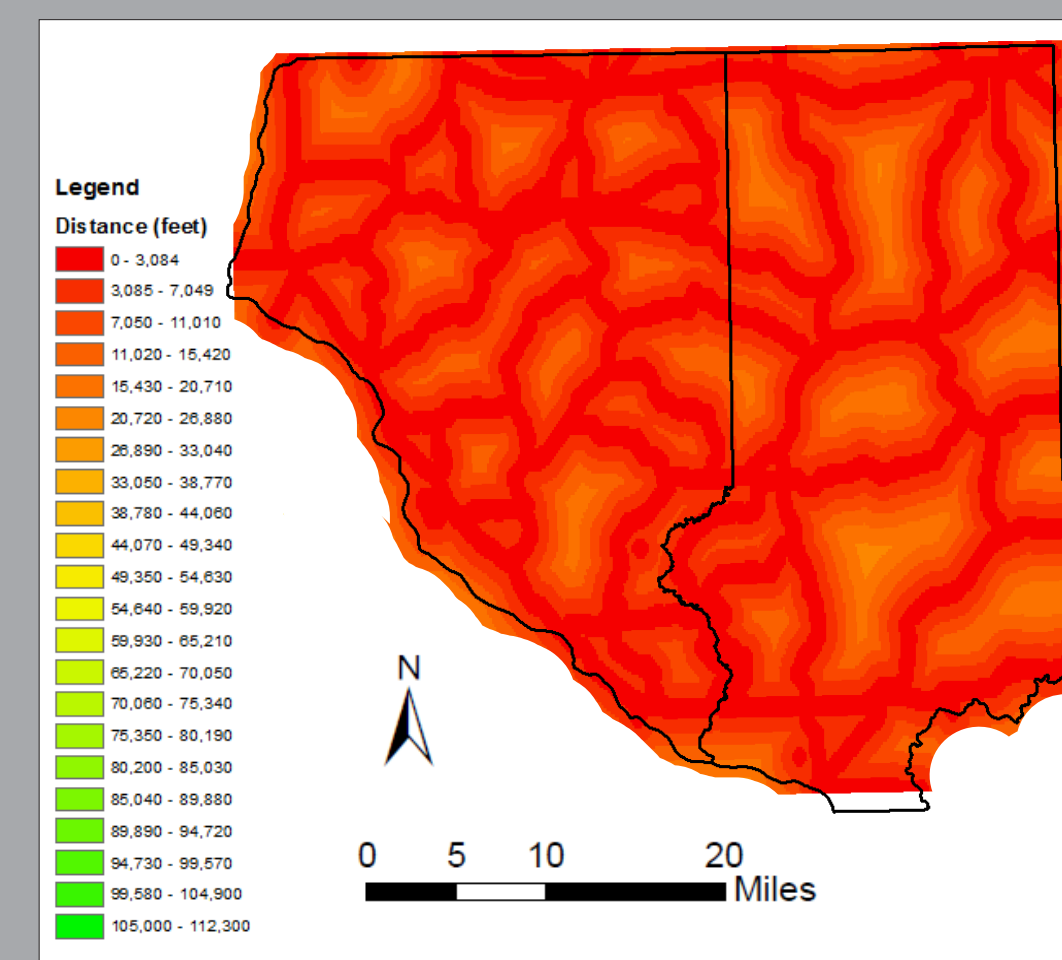 Legend
Distance (feet)
0 - 3,084
3,085 - 7,049
7,050 - 11,010
11,020 - 15,420
15,430 - 20,710
20,720 - 26,880
26,890 - 33,040
33,050 - 38,770
38,780 - 44,060
44,070 - 49,340
49,350 - 54,630
54,640 - 59,920
59,930 - 65,210
65,220 - 70,050
70,060 - 75,340
75,350 - 80,190
80,200 - 85,030
85,040 - 89,880
89,890 - 94,720
94,730 - 99,570
99,580 - 104,900
105,000 - 112,300
N
0 5 10 20
Miles